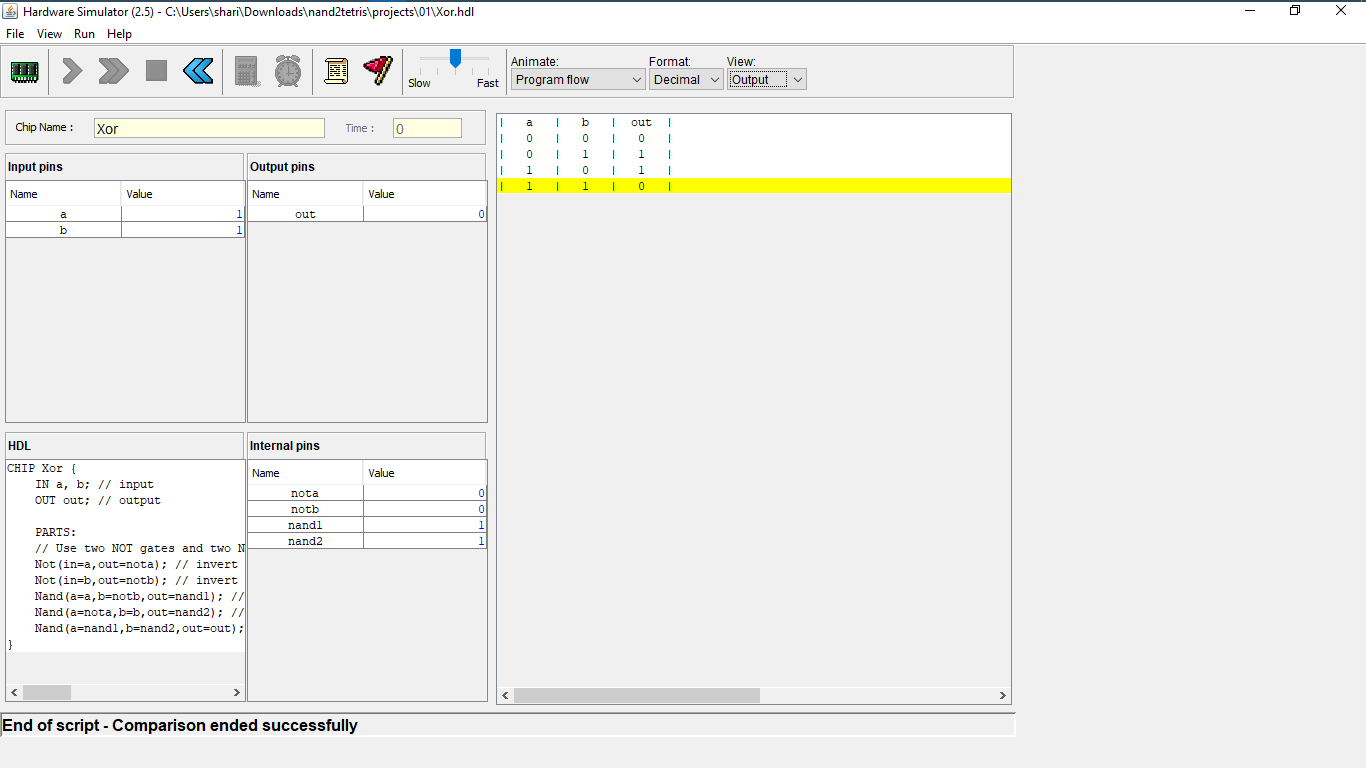 Hardware Simulator (2.5) - C:\Users\shari\Downloads\nand2tetris\projects\01\Xor.hdl
File View Run Help
Slow Fast
Animate: Format: View:
Program flow Decimal Output
Chip Name : Xor Time : 0
Input pins
Name Value
a 1
b 1
Output pins
Name Value
out 0
HDL
CHIP Xor {
IN a, b; // input
OUT out; // output
PARTS:
// Use two NOT gates and two N
Not(in=a,out=nota); // invert
Not(in=b,out=notb); // invert
Nand(a=a,b=notb,out=nand1); //
Nand(a=nota,b=b,out=nand2); //
Nand(a=nand1,b=nand2,out=out);
}
Internal pins
Name Value
nota 0
notb 0
nand1 1
nand2 1
| a | b | out |
| 0 | 0 | 0 |
| 0 | 1 | 1 |
| 1 | 0 | 1 |
| 1 | 1 | 0 |
End of script - Comparison ended successfully